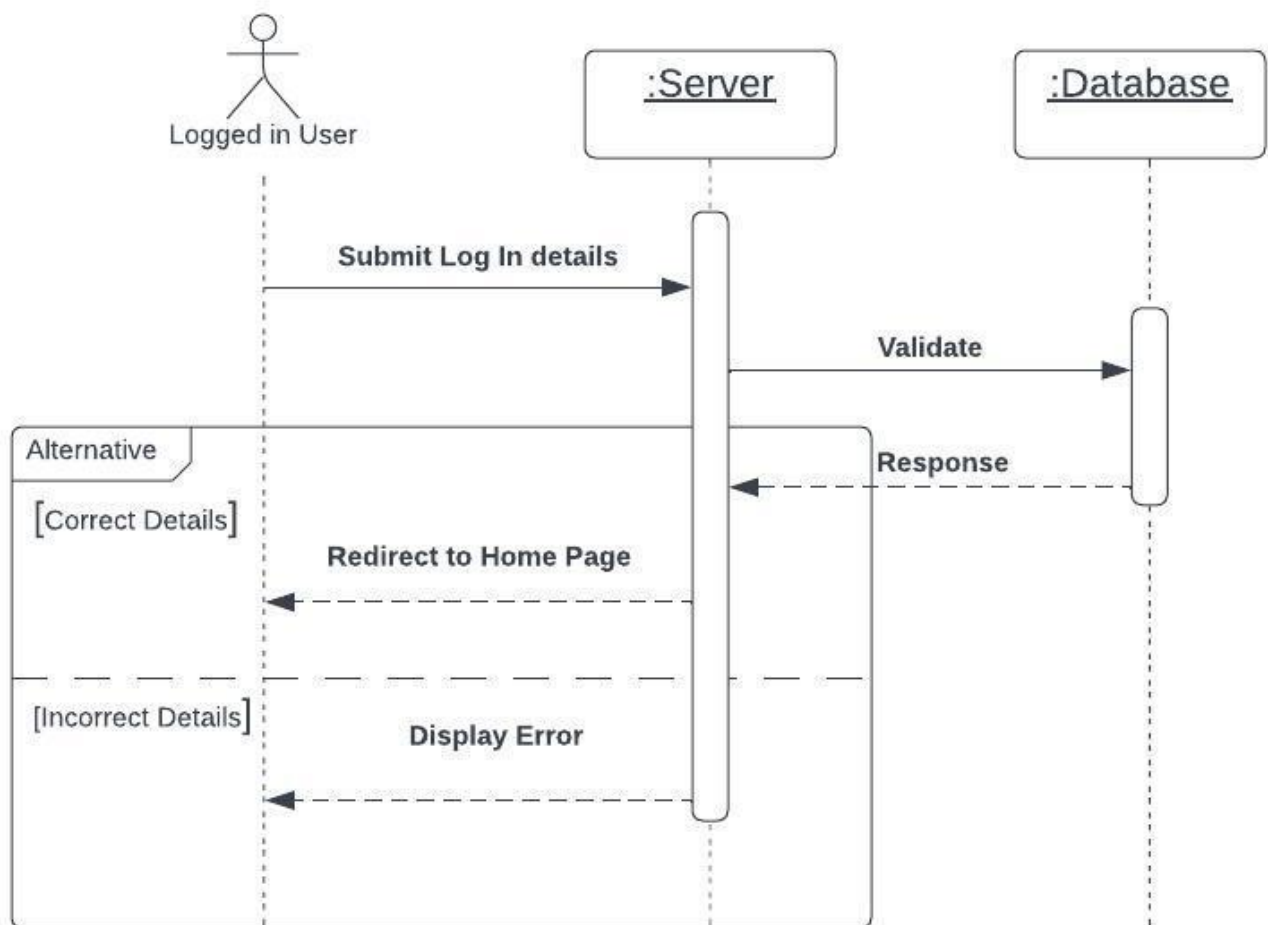 :Server
:Database
Logged in User
Submit Log In details
Validate
Alternative
Response
[Correct Details]
Redirect to Home Page
[Incorrect Details]
Display Error